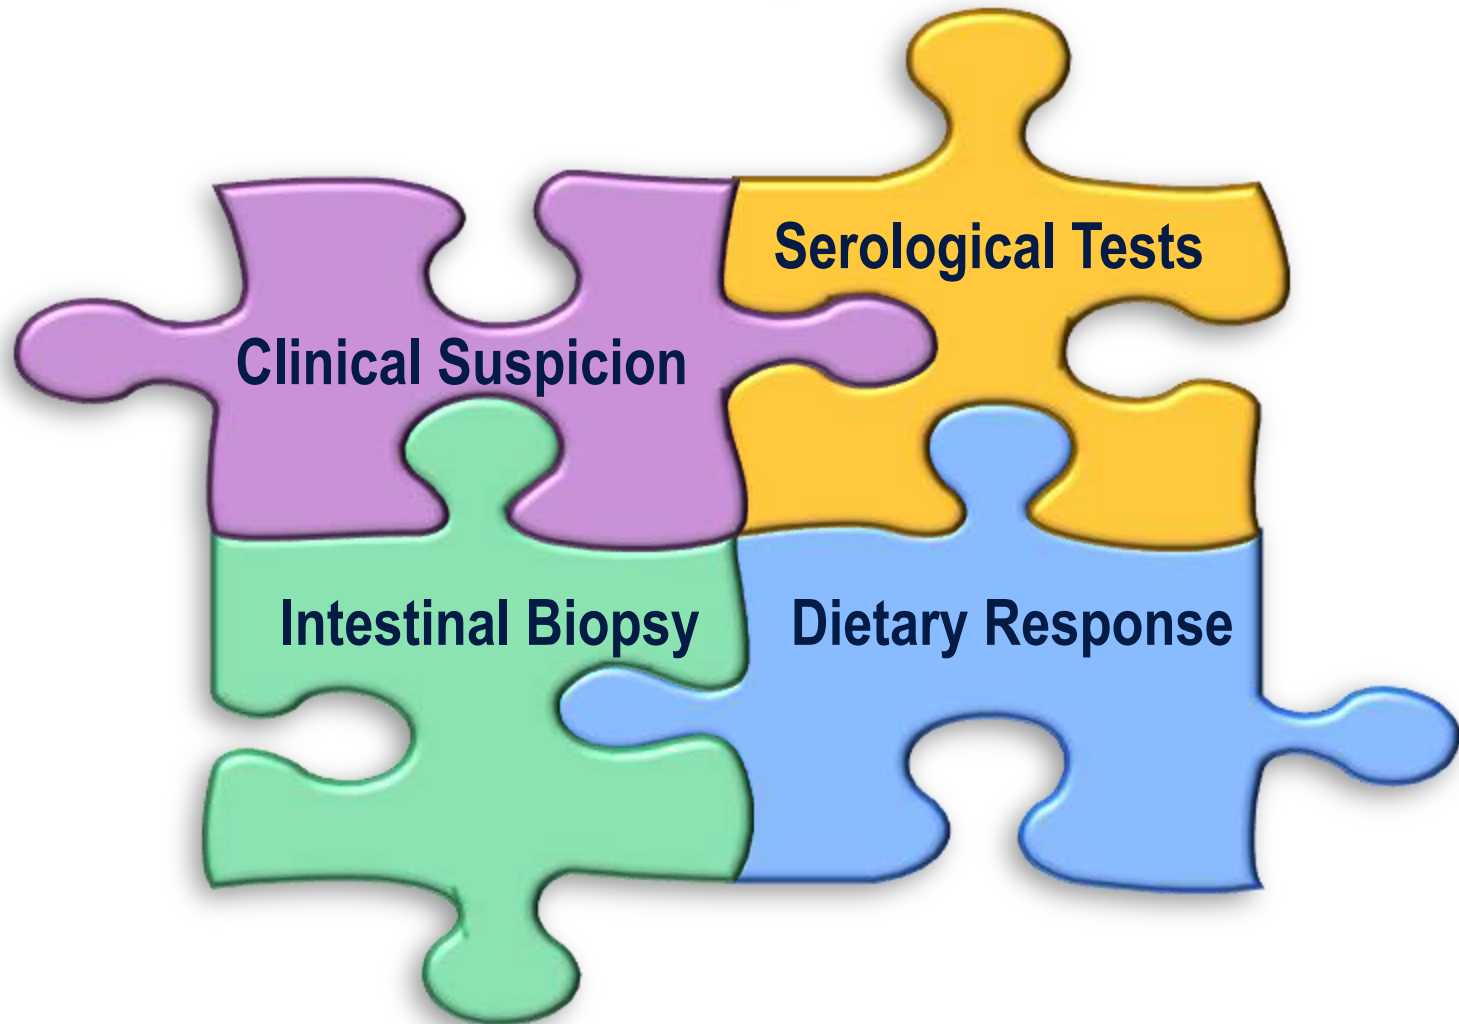 Serological Tests
Clinical Suspicion
Intestinal Biopsy
Dietary Response